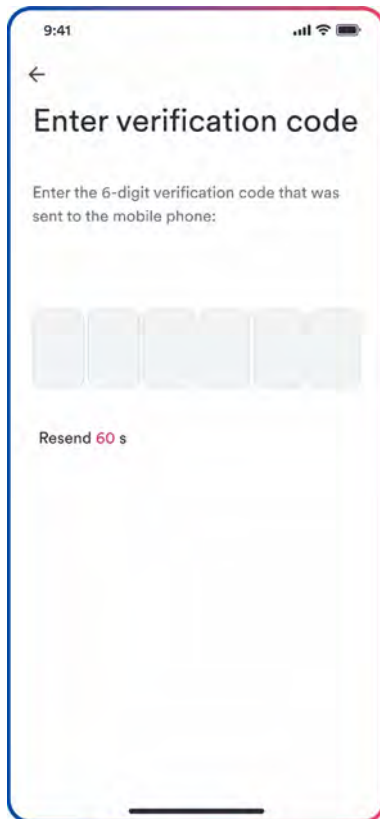 9:41
Enter verification code
Enter the 6-digit verification code that was
sent to the mobile phone:
Resend 60 s